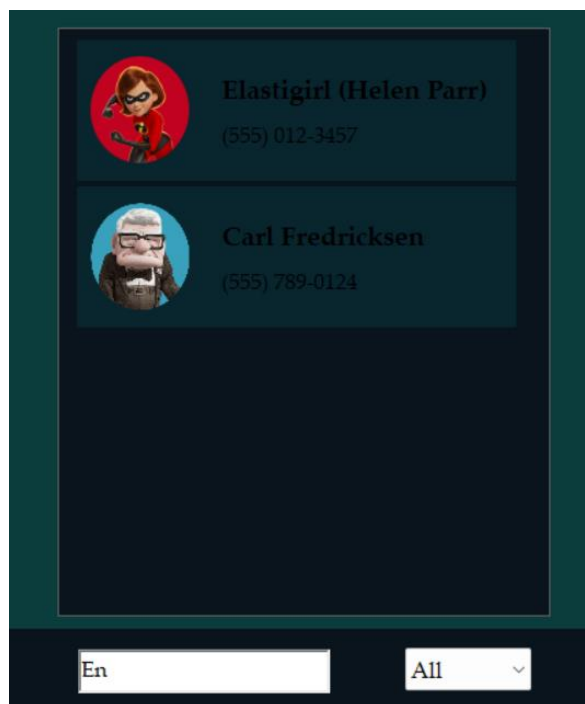 Elastigirl (Helen Parr)
(555) 012-3457
Carl Fredricksen
(555) 789-0124
En
All